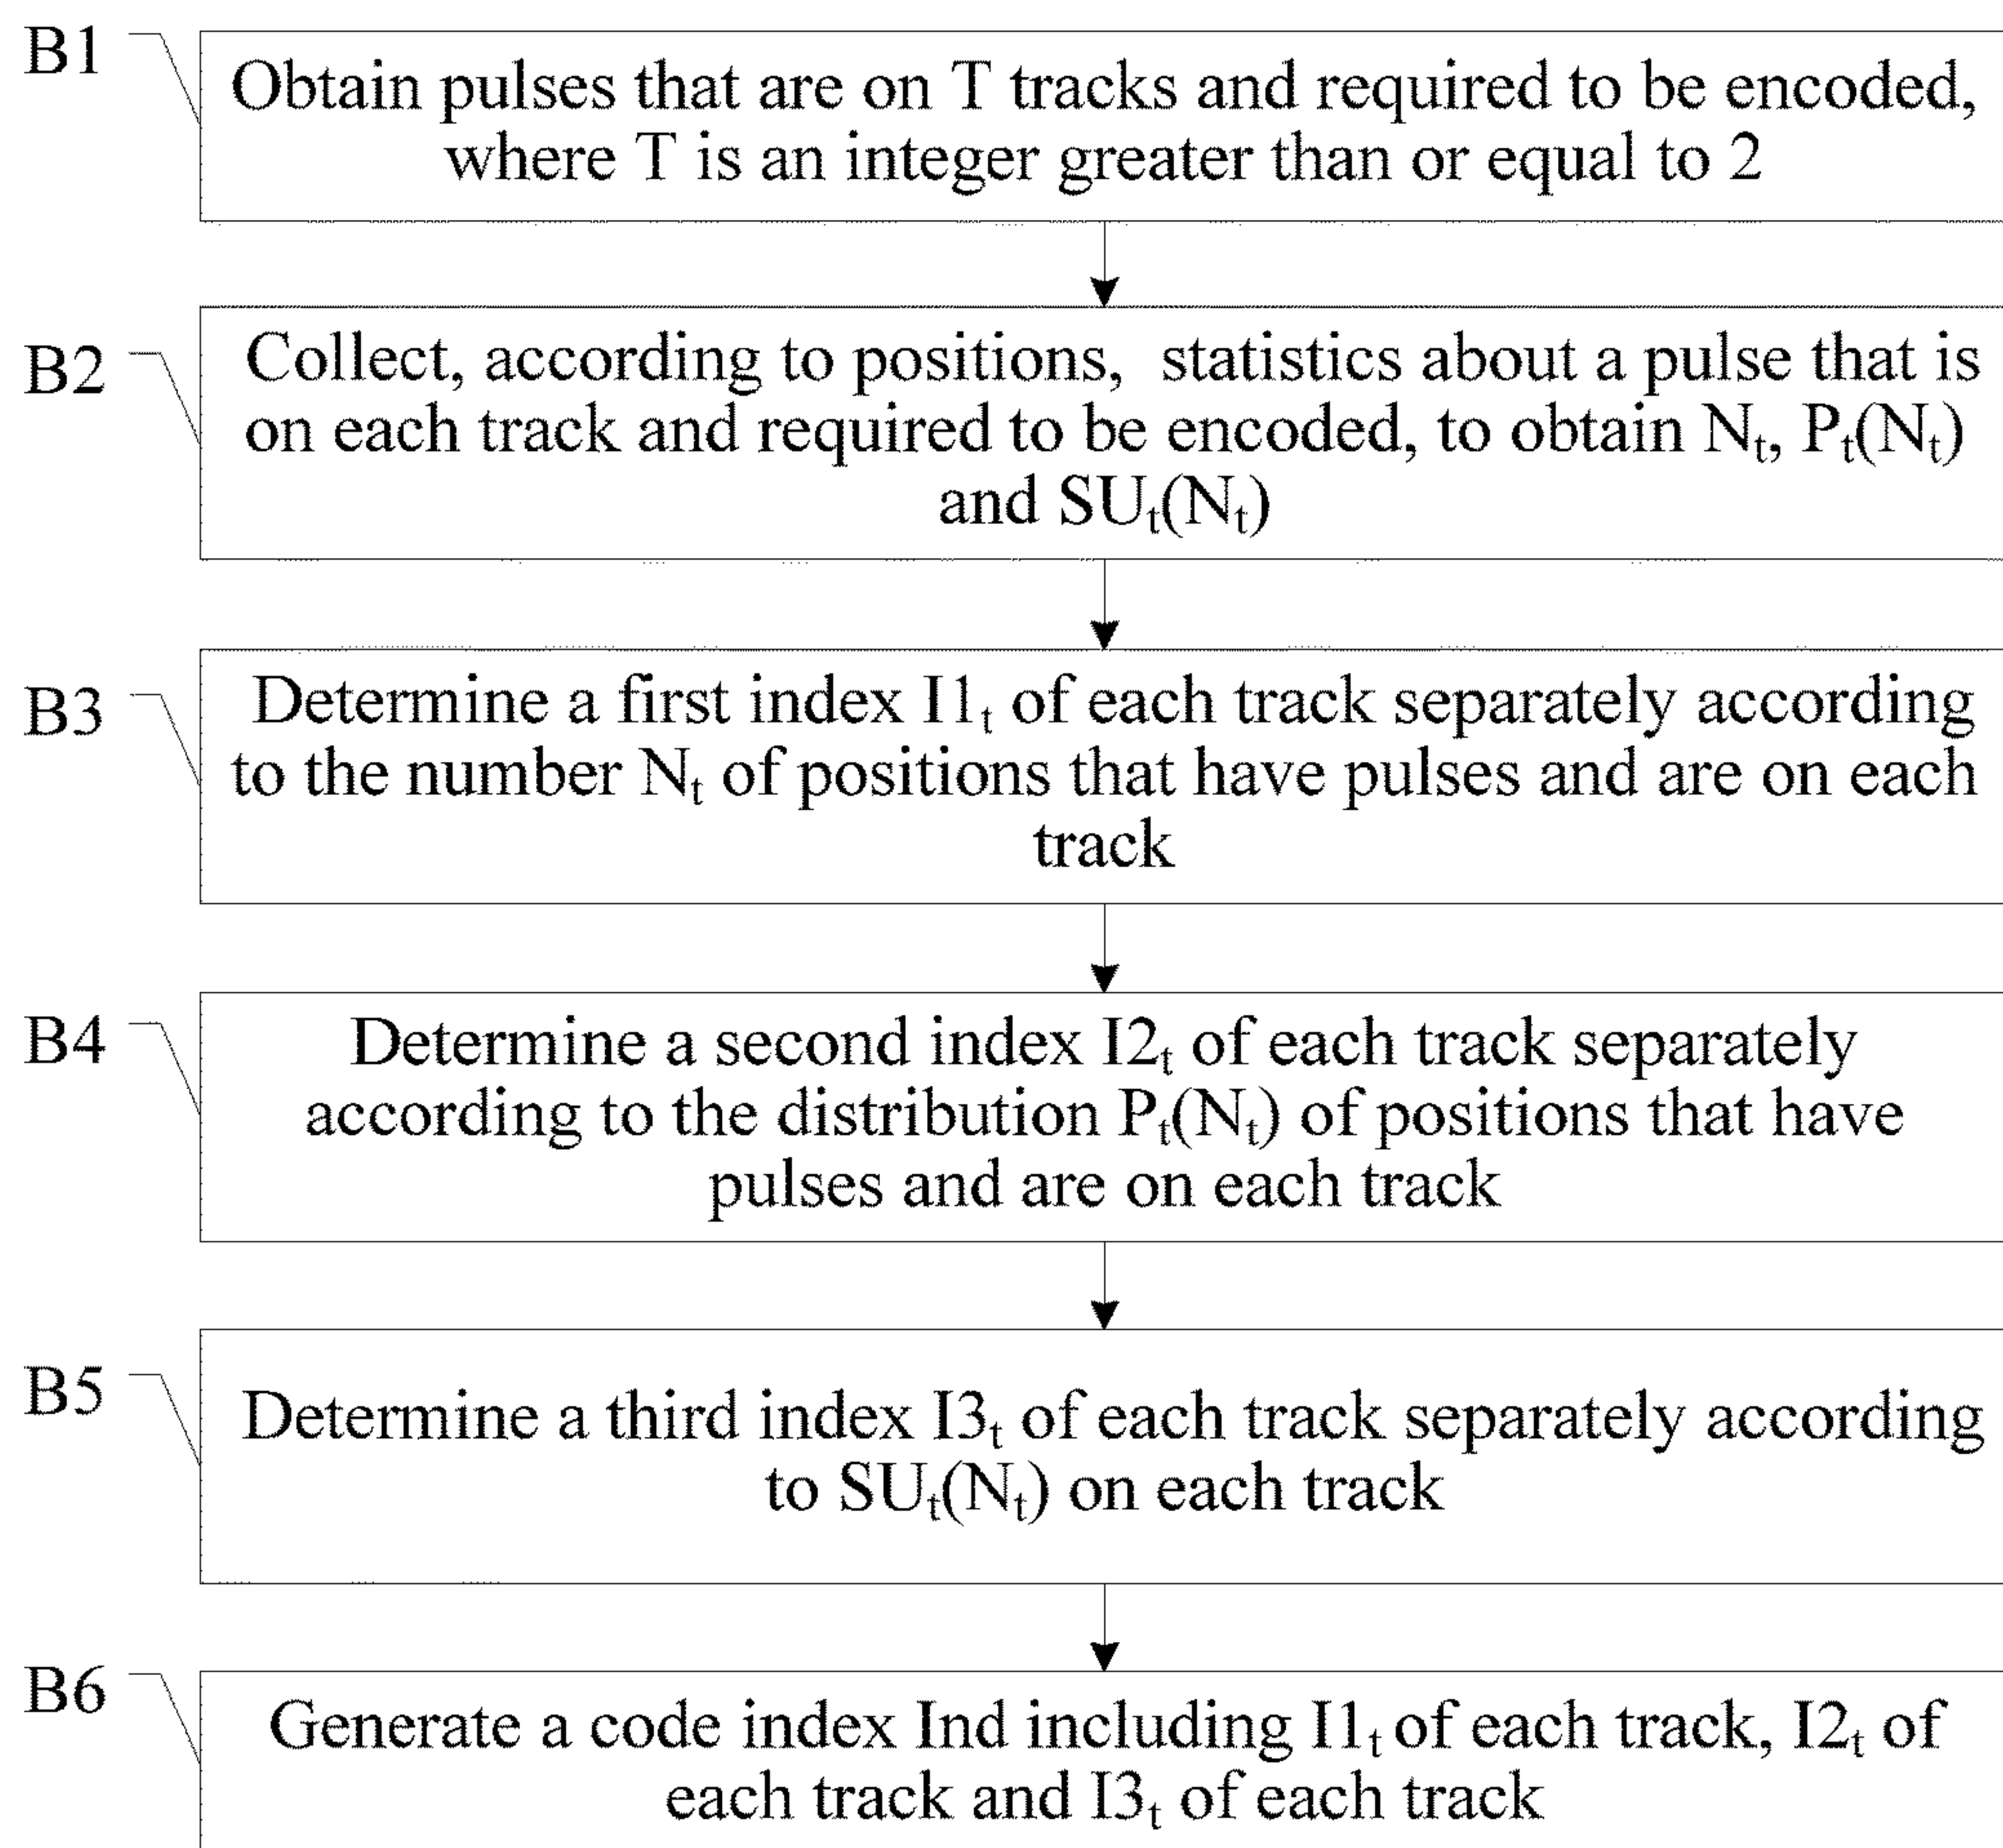 B1
Obtain pulses that are on T tracks and required to be encoded,
where T is an integer greater than or equal to 2
B2
Collect, according to positions, statistics about a pulse that is
on each track and required to be encoded, to obtain Nt, Pt(Nt)
and SUt(Nt)
B3
Determine a first index I1t of each track separately according
to the number Nt of positions that have pulses and are on each
track
B4
Determine a second index I2t of each track separately
according to the distribution Pt(Nt) of positions that have
pulses and are on each track
B5
Determine a third index I3t of each track separately according
to SUt(Nt) on each track
B6
Generate a code index Ind including I1t of each track, I2t of
each track and I3t of each track